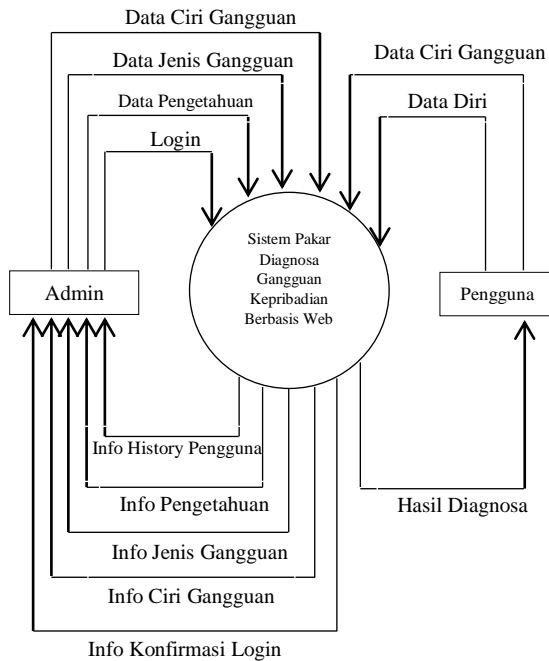 Data Ciri Gangguan
Data Ciri Gangguan
Data Jenis Gangguan
Data Pengetahuan
Data Diri
Login
Sistem Pakar
Diagnosa
Gangguan
Kepribadian
Berbasis Web
Admin
Pengguna
Info History Pengguna
Info Pengetahuan
Hasil Diagnosa
Info Jenis Gangguan
Info Ciri Gangguan
Info Konfirmasi Login